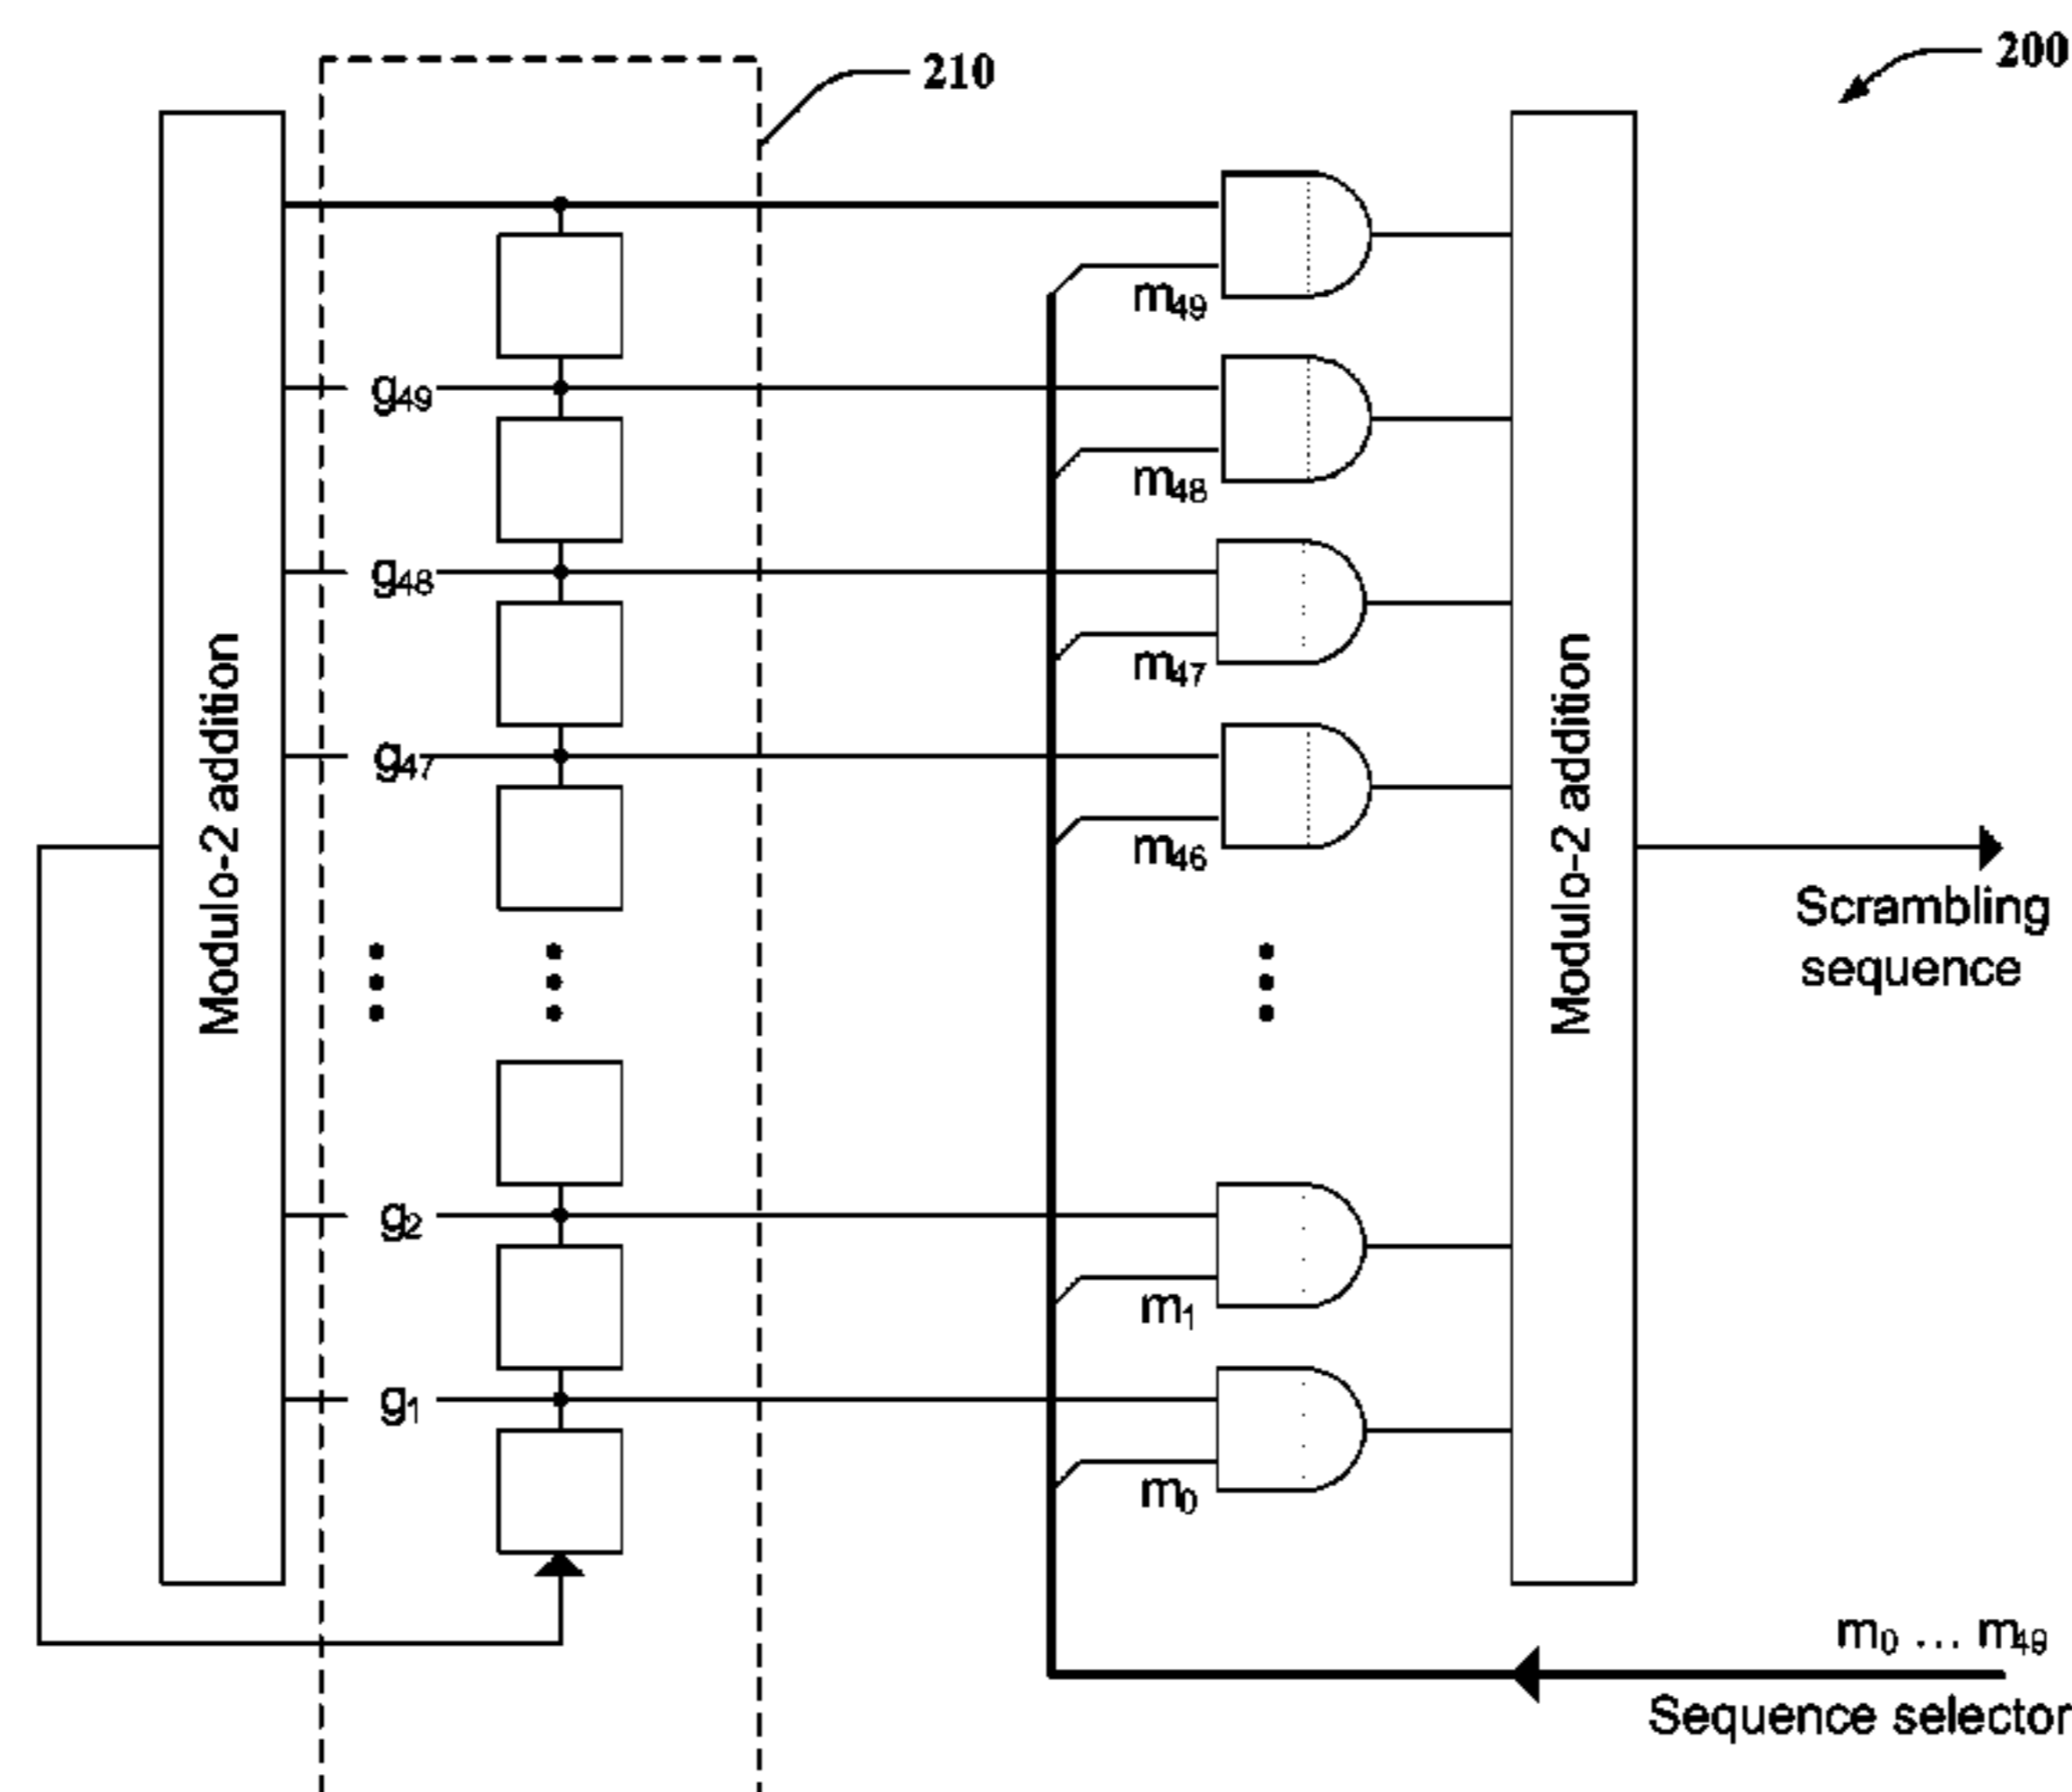 200
210
m49
g49
m48
g48
m47
g47
m46
Modulo-2 addition
Modulo-2 addition
Scrambling
sequence
g2
m1
g1
m0
m0 ... m49
Sequence selector